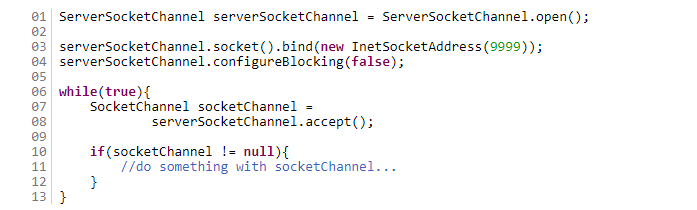 01 ServerSocketChannel serverSocketChannel = ServerSocketChannel.open();
02
03 serverSocketChannel.socket().bind(new InetSocketAddress(9999));
04 serverSocketChannel.configureBlocking(false);
05
06 while(true){
07     SocketChannel socketChannel =
08             serverSocketChannel.accept();
09
10     if(socketChannel != null){
11         //do something with socketChannel...
12     }
13 }